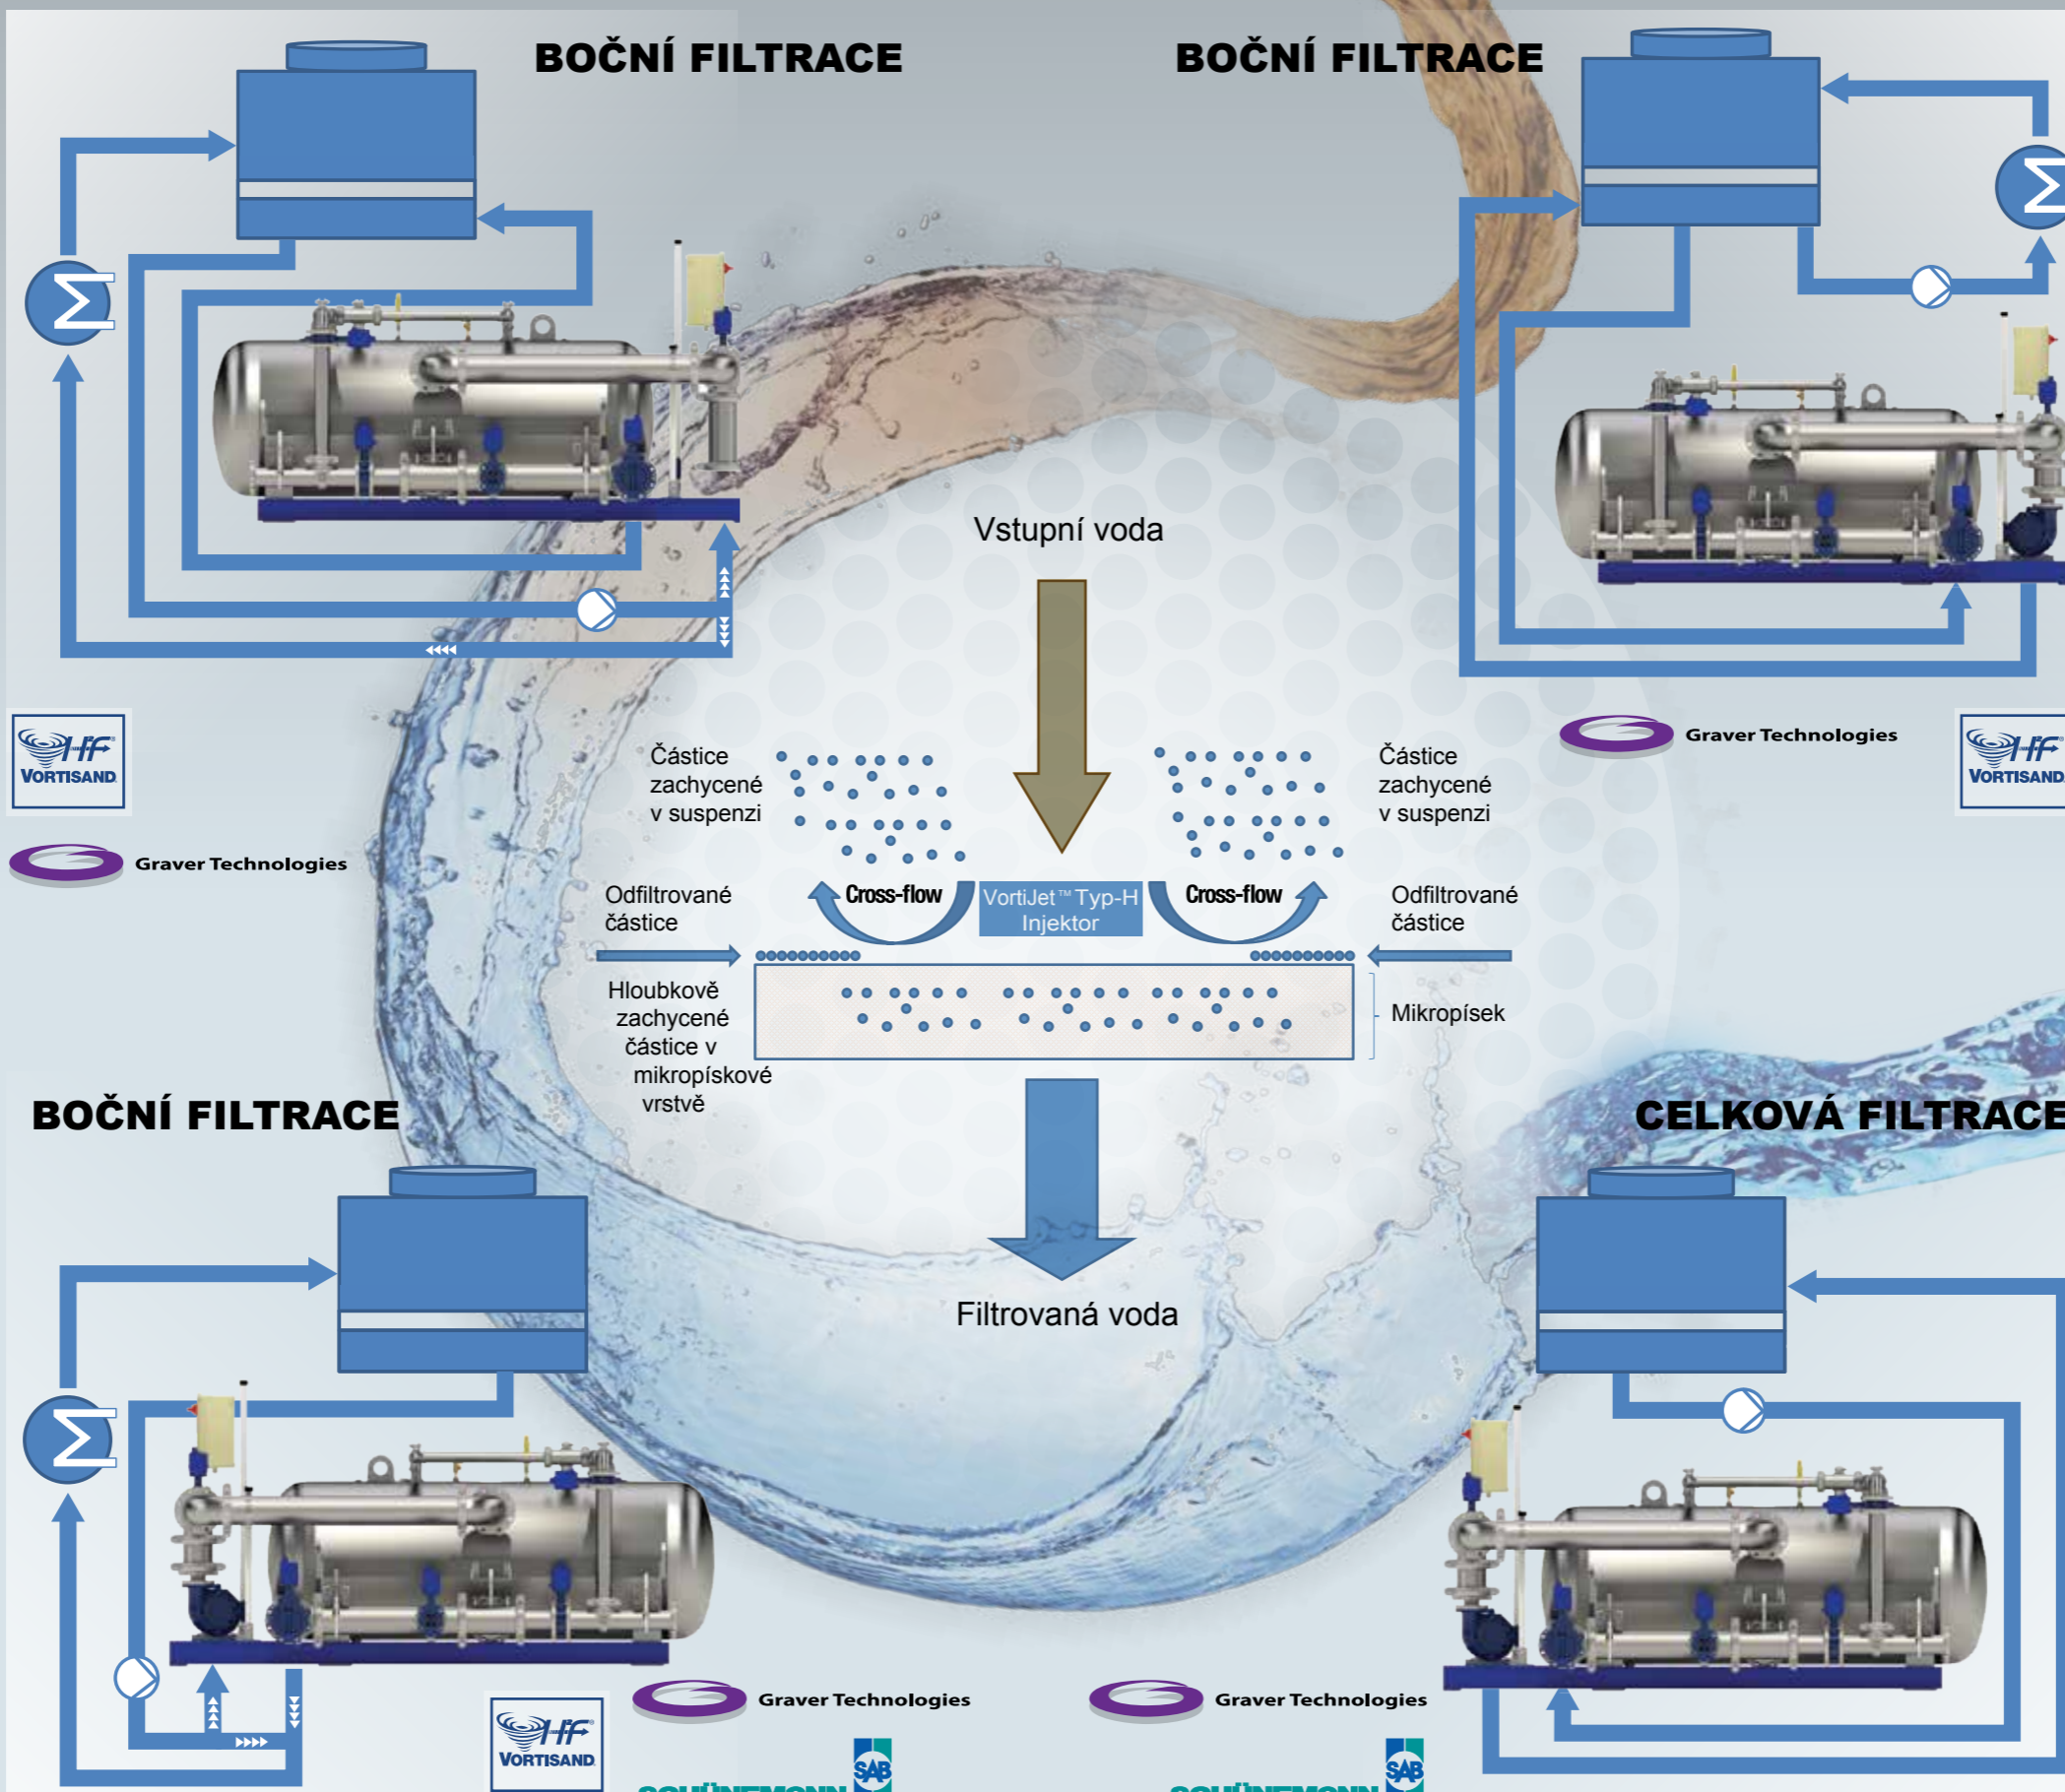 BOČNÍ FILTRACE
BOČNÍ FILTRACE
Σ
Σ
HF®
VORTISAND
Graver Technologies
Graver Technologies
HF®
VORTISAND
Vstupní voda
Částice
zachycené
v suspenzi
Částice
zachycené
v suspenzi
Odfiltrované
částice
Cross-flow
VortiJet™ Typ-H
Injektor
Cross-flow
Odfiltrované
částice
Hloubkově
zachycené
částice v
mikropískové
vrstvě
Mikropísek
Filtrovaná voda
BOČNÍ FILTRACE
CELKOVÁ FILTRACE
Σ
HF®
VORTISAND
Graver Technologies
Graver Technologies
SAB
SCHÜNEMANN
SAB
SCHÜNEMANN